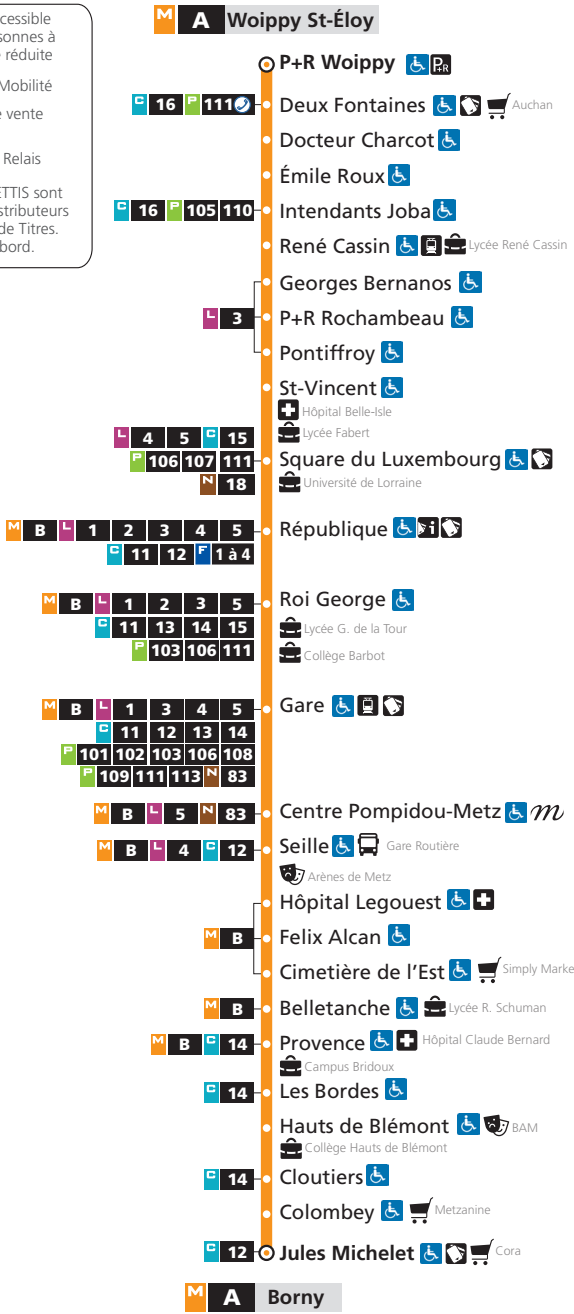 M A Woippy St-Éloy
cessible
sonnes à
réduite
Mobilité
vente
Relais
ETTIS sont
stributeurs
de Titres.
bord.
P+R Woippy P+R
C 16 P 111 Deux Fontaines Auchan
Docteur Charcot
Émile Roux
C 16 P 105 110 Intendants Joba
René Cassin Lycée René Cassin
Georges Bernanos
L 3 P+R Rochambeau
Pontiffroy
St-Vincent
Hôpital Belle-Isle
Lycée Fabert
L 4 5 C 15
P 106 107 111 Square du Luxembourg
N 18 Université de Lorraine
M B L 1 2 3 4 5 République i
C 11 12 F 1 à 4
M B L 1 2 3 5 Roi George
C 11 13 14 15 Lycée G. de la Tour
P 103 106 111 Collège Barbot
M B L 1 3 4 5 Gare
C 11 12 13 14
P 101 102 103 106 108
P 109 111 113 N 83
M B L 5 N 83 Centre Pompidou-Metz m
M B L 4 C 12 Seille Gare Routière
Arènes de Metz
Hôpital Legouest
M B Felix Alcan
Cimetière de l'Est Simply Marke
M B Belletanche Lycée R. Schuman
M B C 14 Provence Hôpital Claude Bernard
Campus Bridoux
C 14 Les Bordes
Hauts de Blémont BAM
Collège Hauts de Blémont
C 14 Cloutiers
Colombey Metzanine
C 12 Jules Michelet Cora
M A Borny